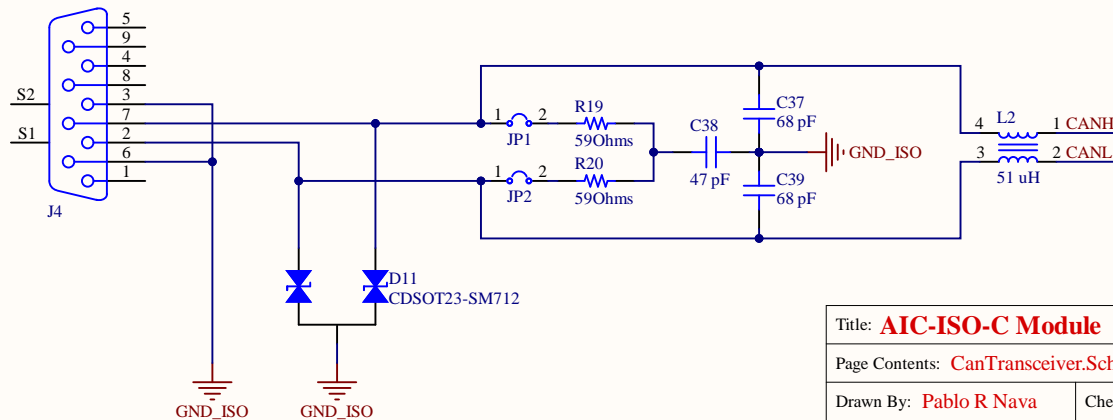 5
9
4
8
S2
3
7
S1
2
6
1
J4
1
2
JP1
R19
59Ohms
1
2
JP2
R20
59Ohms
C38
47 pF
C37
68 pF
GND_ISO
C39
68 pF
4
L2
1 CANH
3
2 CANL
51 uH
D11
CDSOT23-SM712
GND_ISO
GND_ISO
Title: AIC-ISO-C Module
Page Contents: CanTransceiver.Sch
Drawn By: Pablo R Nava
Che